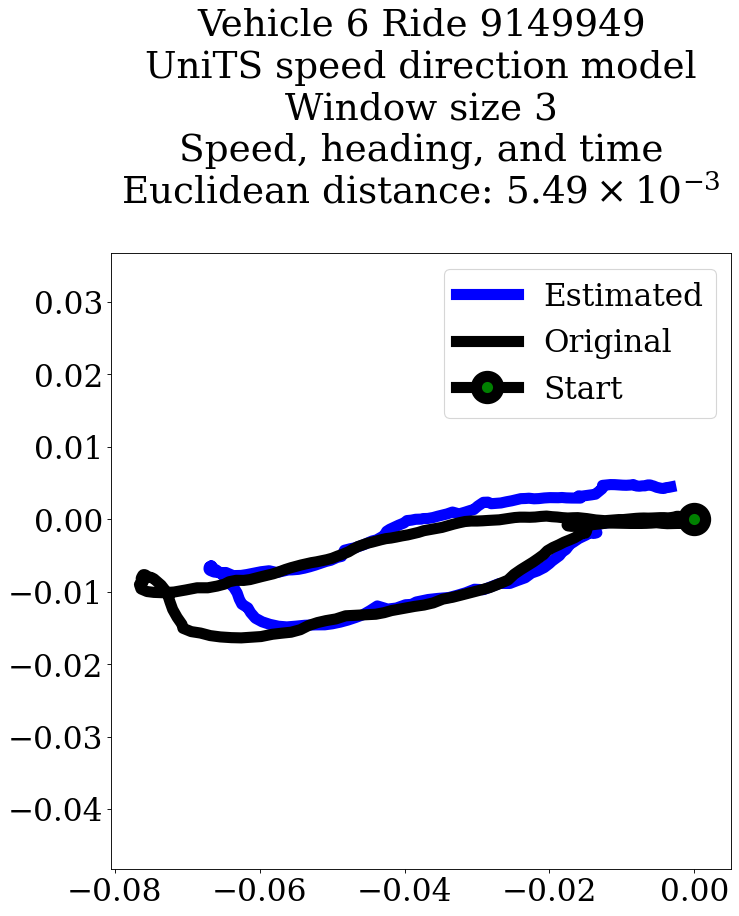 Vehicle 6 Ride 9149949
UniTS speed direction model
Window size 3
Speed, heading, and time
Euclidean distance: 5.49 × 10⁻³
Estimated
Original
Start
0.03
0.02
0.01
0.00
−0.01
−0.02
−0.03
−0.04
−0.08 −0.06 −0.04 −0.02 0.00